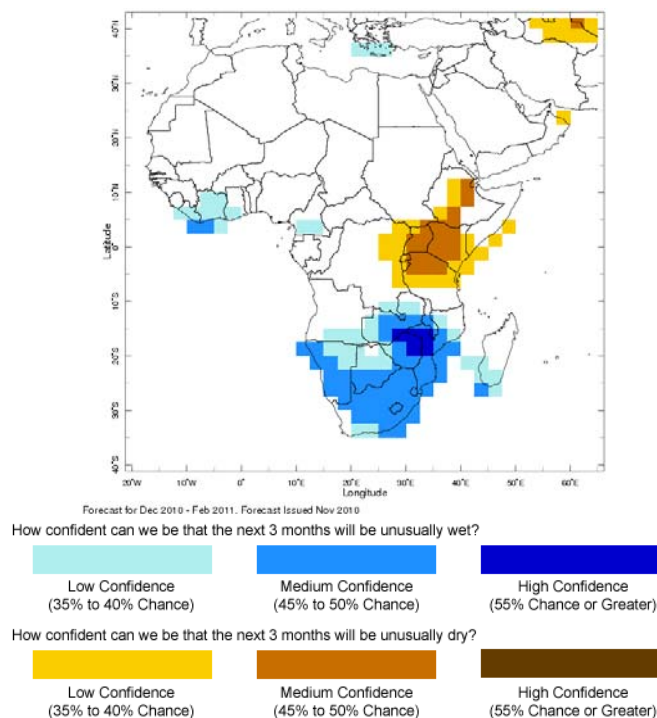 40°N
30°N
20°N
10°N
0°
10°S
20°S
30°S
40°S
Latitude
20°W 10°W 0° 10°E 20°E 30°E 40°E 50°E 60°E
Longitude
Forecast for Dec 2010 - Feb 2011. Forecast Issued Nov 2010
How confident can we be that the next 3 months will be unusually wet?
Low Confidence Medium Confidence High Confidence
(35% to 40% Chance) (45% to 50% Chance) (55% Chance or Greater)
How confident can we be that the next 3 months will be unusually dry?
Low Confidence Medium Confidence High Confidence
(35% to 40% Chance) (45% to 50% Chance) (55% Chance or Greater)